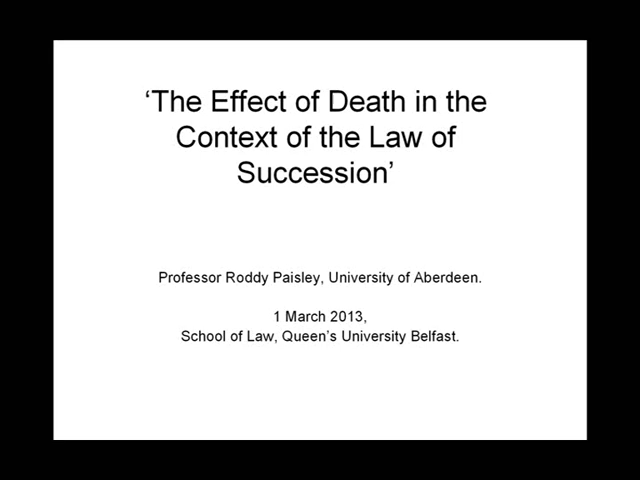 ‘The Effect of Death in the
Context of the Law of
Succession’
Professor Roddy Paisley, University of Aberdeen.
1 March 2013,
School of Law, Queen’s University Belfast.